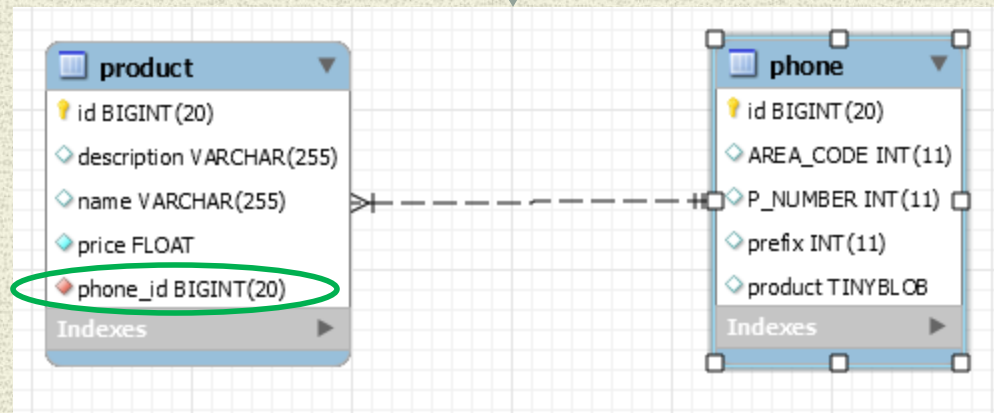 product
id BIGINT(20)
description VARCHAR(255)
name VARCHAR(255)
price FLOAT
phone_id BIGINT(20)
Indexes
phone
id BIGINT(20)
AREA_CODE INT(11)
P_NUMBER INT(11)
prefix INT(11)
product TINYBLOB
Indexes